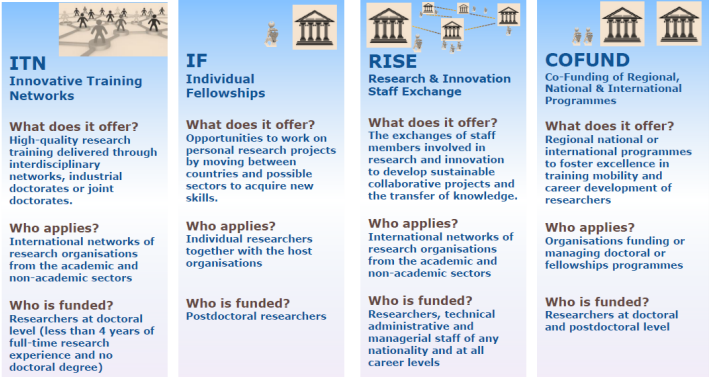 ITN
Innovative Training
Networks
What does it offer?
High-quality research
training delivered through
interdisciplinary
networks, industrial
doctorates or joint
doctorates.
Who applies?
International networks of
research organisations
from the academic and
non-academic sectors
Who is funded?
Researchers at doctoral
level (less than 4 years of
full-time research
experience and no
doctoral degree)
IF
Individual
Fellowships
What does it offer?
Opportunities to work on
personal research projects
by moving between
countries and possible
sectors to acquire new
skills.
Who applies?
Individual researchers
together with the host
organisations
Who is funded?
Postdoctoral researchers
RISE
Research & Innovation
Staff Exchange
What does it offer?
The exchanges of staff
members involved in
research and innovation
to develop sustainable
collaborative projects and
the transfer of knowledge.
Who applies?
International networks of
research organisations
from the academic and
non-academic sectors
Who is funded?
Researchers, technical
administrative and
managerial staff of any
nationality and at all
career levels
COFUND
Co-Funding of Regional,
National & International
Programmes
What does it offer?
Regional national or
international programmes
to foster excellence in
training mobility and
career development of
researchers
Who applies?
Organisations funding or
managing doctoral or
fellowships programmes
Who is funded?
Researchers at doctoral
and postdoctoral level